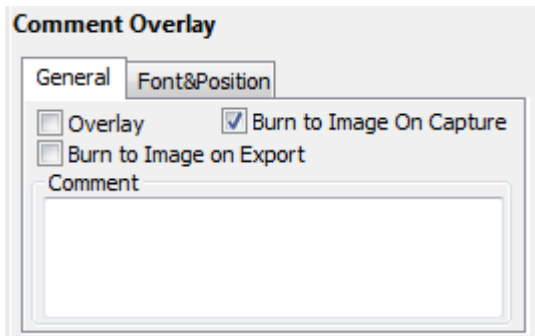 Comment Overlay
General Font&Position
Overlay Burn to Image On Capture
Burn to Image on Export
Comment